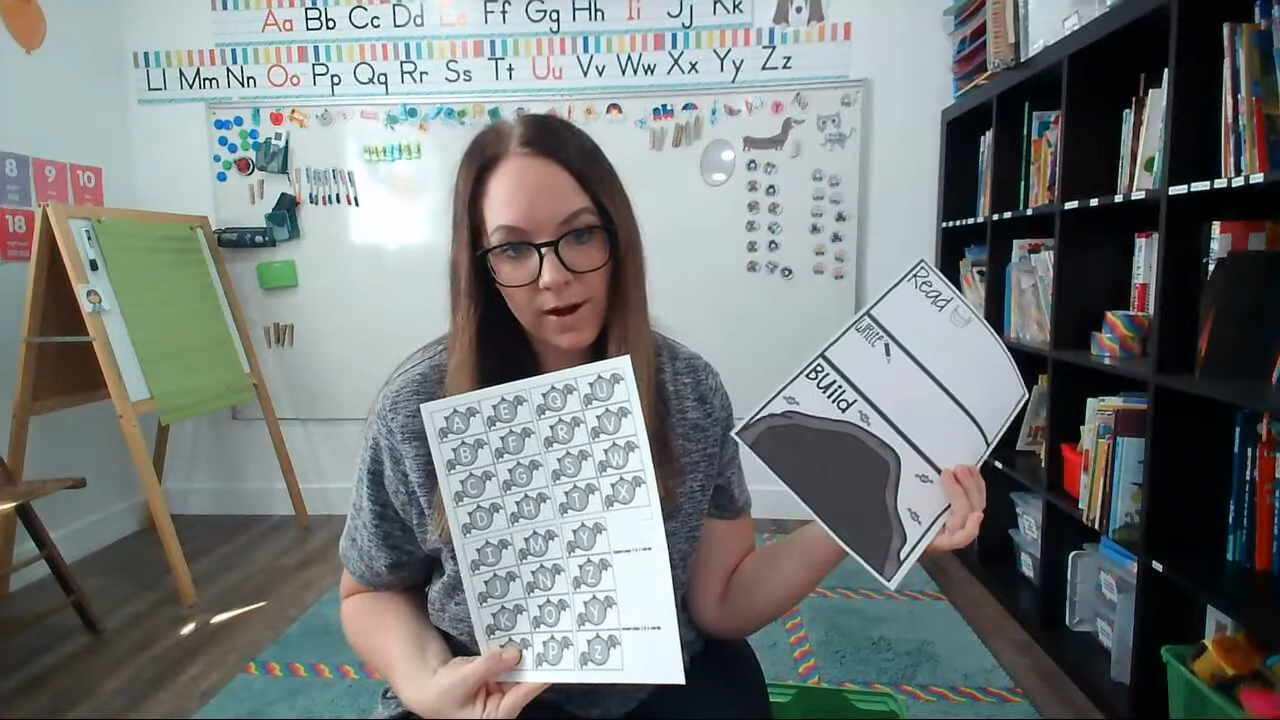 Aa Bb Cc Dd Ee Ff Gg Hh Ii Jj Kk
Ll Mm Nn Oo Pp Qq Rr Ss Tt Uu Vv Ww Xx Yy Zz
8 9 10
18
Read
Write
Build
A E Q U
B F R V
C G S W
D H T X
I M Y
J N Z
K O Y
P Z